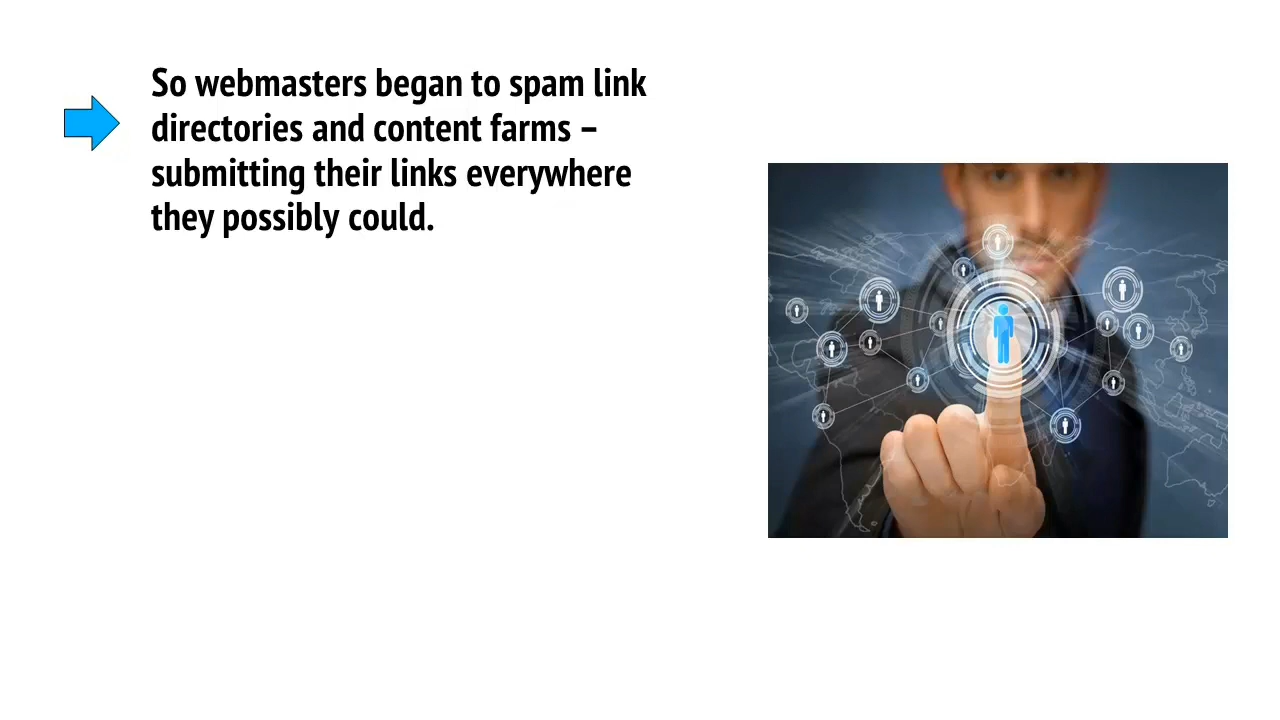 So webmasters began to spam link
directories and content farms –
submitting their links everywhere
they possibly could.